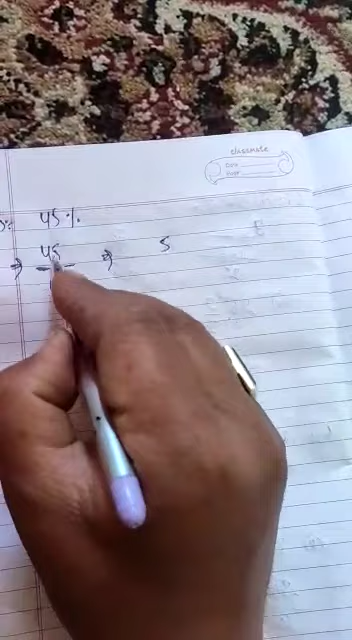 classmate
Date
Page
45%
⇒ 45 ⇒ 5